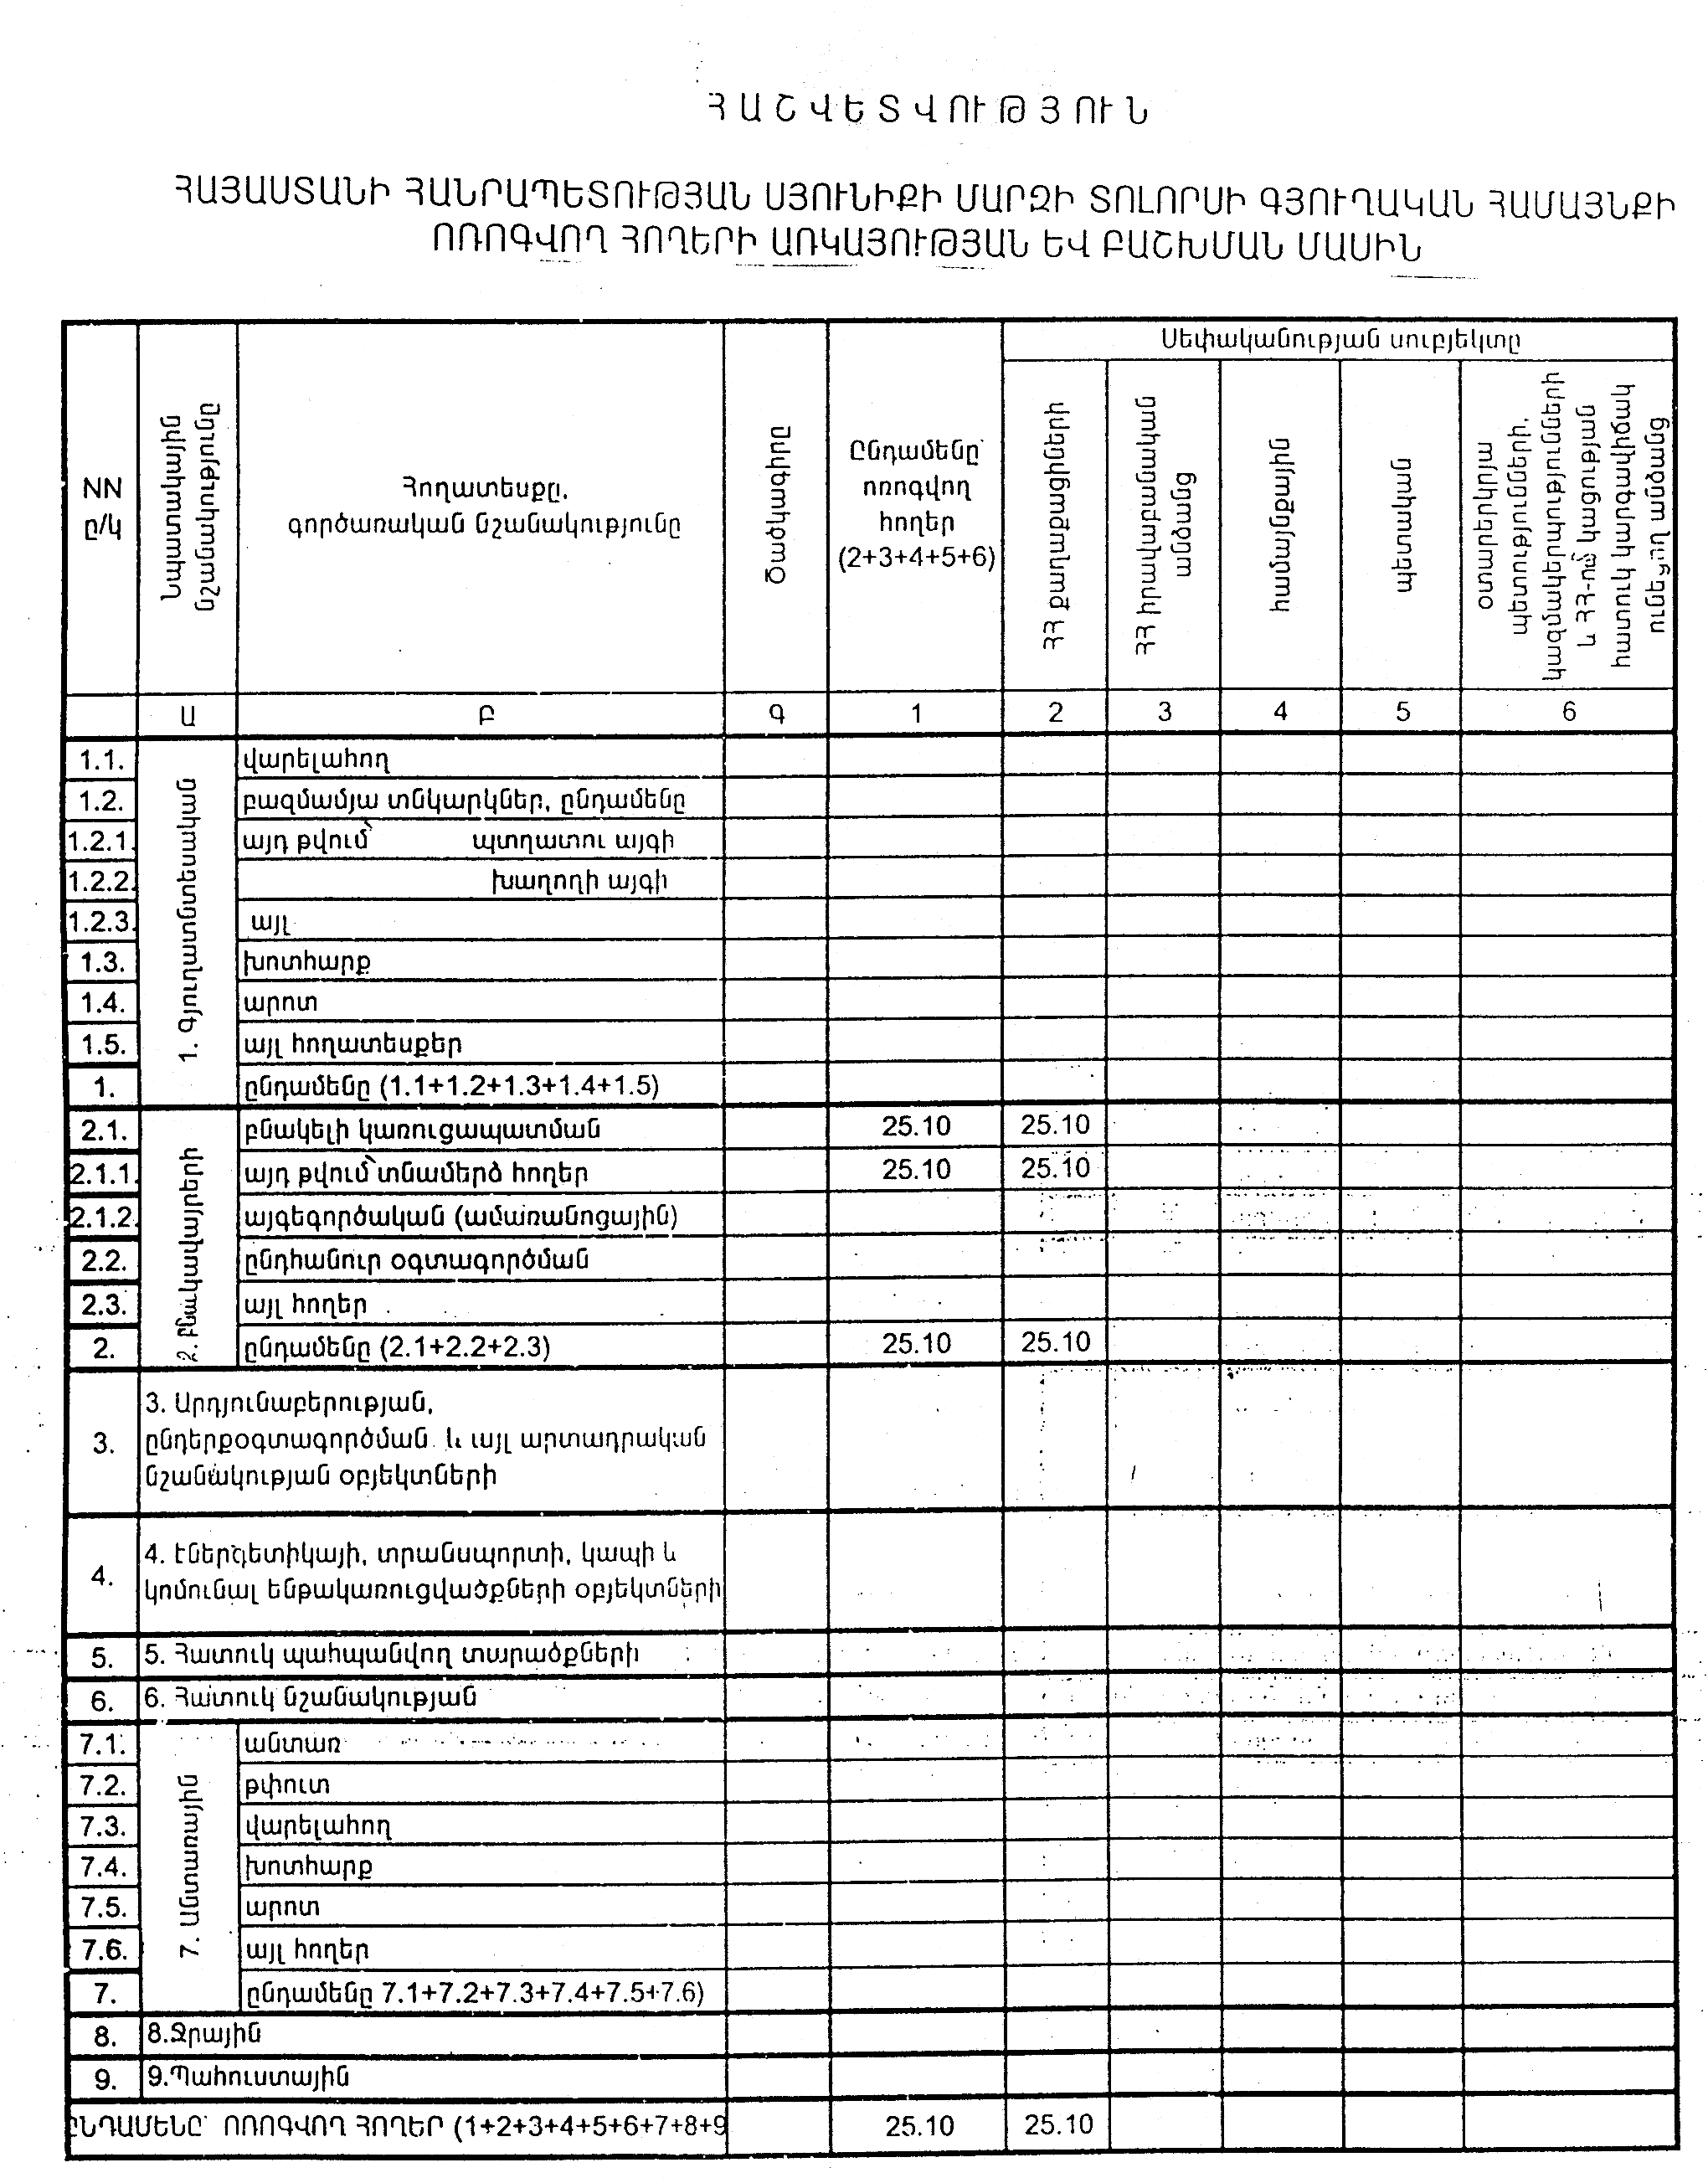 ՀԱՇՎԵՏՎՈՒԹՅՈՒՆ
ՀԱՅԱՍՏԱՆԻ ՀԱՆՐԱՊԵՏՈՒԹՅԱՆ ՍՅՈՒՆԻՔԻ ՄԱՐԶԻ ՏՈԼՈՐՍԻ ԳՅՈՒՂԱԿԱՆ ՀԱՄԱՅՆՔԻ
ՈՌՈԳՎՈՂ ՀՈՂԵՐԻ ԱՌԿԱՅՈՒԹՅԱՆ ԵՎ ԲԱՇԽՄԱՆ ՄԱՍԻՆ
NN
ը/կ
Նպատակային
նշանակությունը
Հողատեսքը,
գործառական նշանակությունը
Ծածկագիրը
Ընդամենը՝
ոռոգվող
հողեր
(2+3+4+5+6)
Սեփականության սուբյեկտը
ՀՀ քաղաքացիների
ՀՀ իրավաբանական
անձանց
համայնքային
պետական
օտարերկրյա
պետությունների,
կազմակերպությունների
և ՀՀ-ում կացության
հատուկ կարգավիճակ
ունեցող անձանց
Ա Բ Գ 1 2 3 4 5 6
1. Գյուղատնտեսական
1.1. վարելահող
1.2. բազմամյա տնկարկներ, ընդամենը
1.2.1. այդ թվում՝ պտղատու այգի
1.2.2. խաղողի այգի
1.2.3. այլ
1.3. խոտհարք
1.4. արոտ
1.5. այլ հողատեսքեր
1. ընդամենը (1.1+1.2+1.3+1.4+1.5)
2. Բնակավայրերի
2.1. բնակելի կառուցապատման 25.10 25.10
2.1.1. այդ թվում՝ տնամերձ հողեր 25.10 25.10
2.1.2. այգեգործական (ամառանոցային)
2.2. ընդհանուր օգտագործման
2.3. այլ հողեր
2. ընդամենը (2.1+2.2+2.3) 25.10 25.10
3. 3. Արդյունաբերության,
ընդերքօգտագործման և այլ արտադրական
նշանակության օբյեկտների
4. 4. էներգետիկայի, տրանսպորտի, կապի և
կոմունալ ենթակառուցվածքների օբյեկտների
5. 5. Հատուկ պահպանվող տարածքների
6. 6. Հատուկ նշանակության
7. Անտառային
7.1. անտառ
7.2. թփուտ
7.3. վարելահող
7.4. խոտհարք
7.5. արոտ
7.6. այլ հողեր
7. ընդամենը 7.1+7.2+7.3+7.4+7.5+7.6)
8. 8.Ջրային
9. 9.Պահուստային
ԸՆԴԱՄԵՆԸ՝ ՈՌՈԳՎՈՂ ՀՈՂԵՐ (1+2+3+4+5+6+7+8+9 25.10 25.10